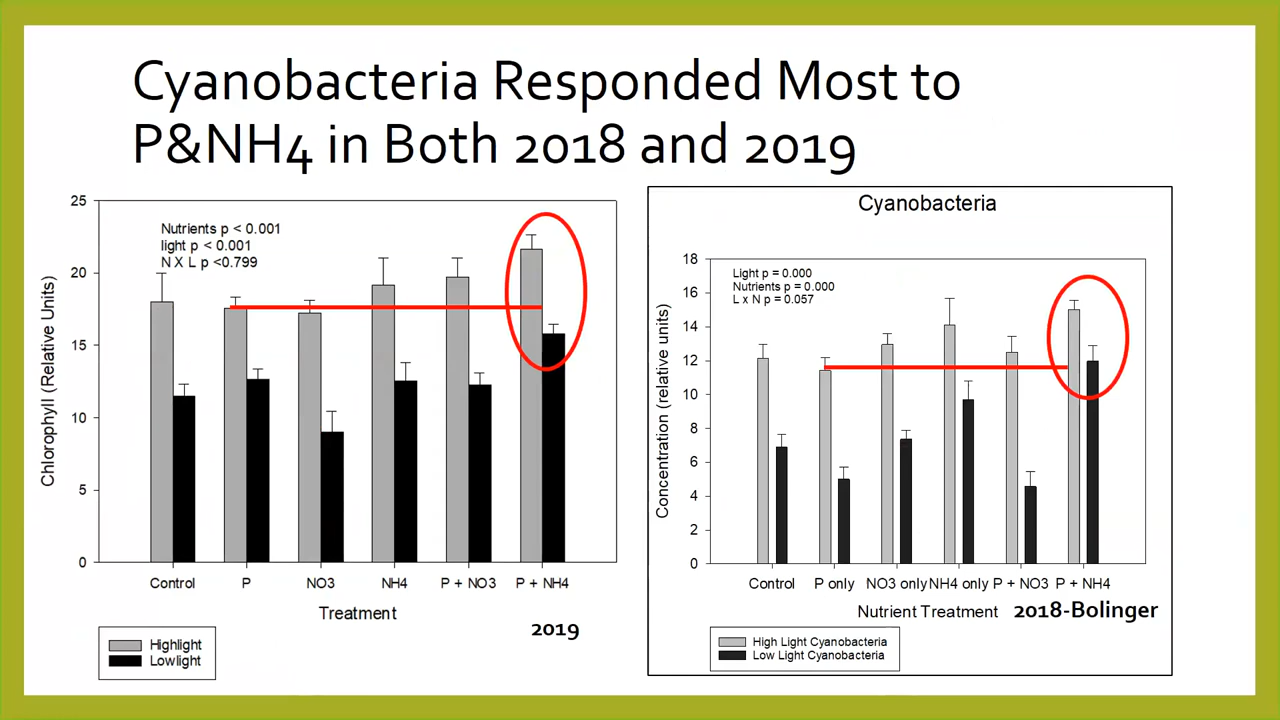 Cyanobacteria Responded Most to
P&NH4 in Both 2018 and 2019
25
20
15
10
5
0
Chlorophyll (Relative Units)
Nutrients p < 0.001
light p < 0.001
N X L p <0.799
Control P NO3 NH4 P + NO3 P + NH4
Treatment
2019
Highlight
Lowlight
Cyanobacteria
18
16
14
12
10
8
6
4
2
0
Concentration (relative units)
Light p = 0.000
Nutrients p = 0.000
L x N p = 0.057
Control P only NO3 only NH4 only P + NO3 P + NH4
Nutrient Treatment 2018-Bolinger
High Light Cyanobacteria
Low Light Cyanobacteria